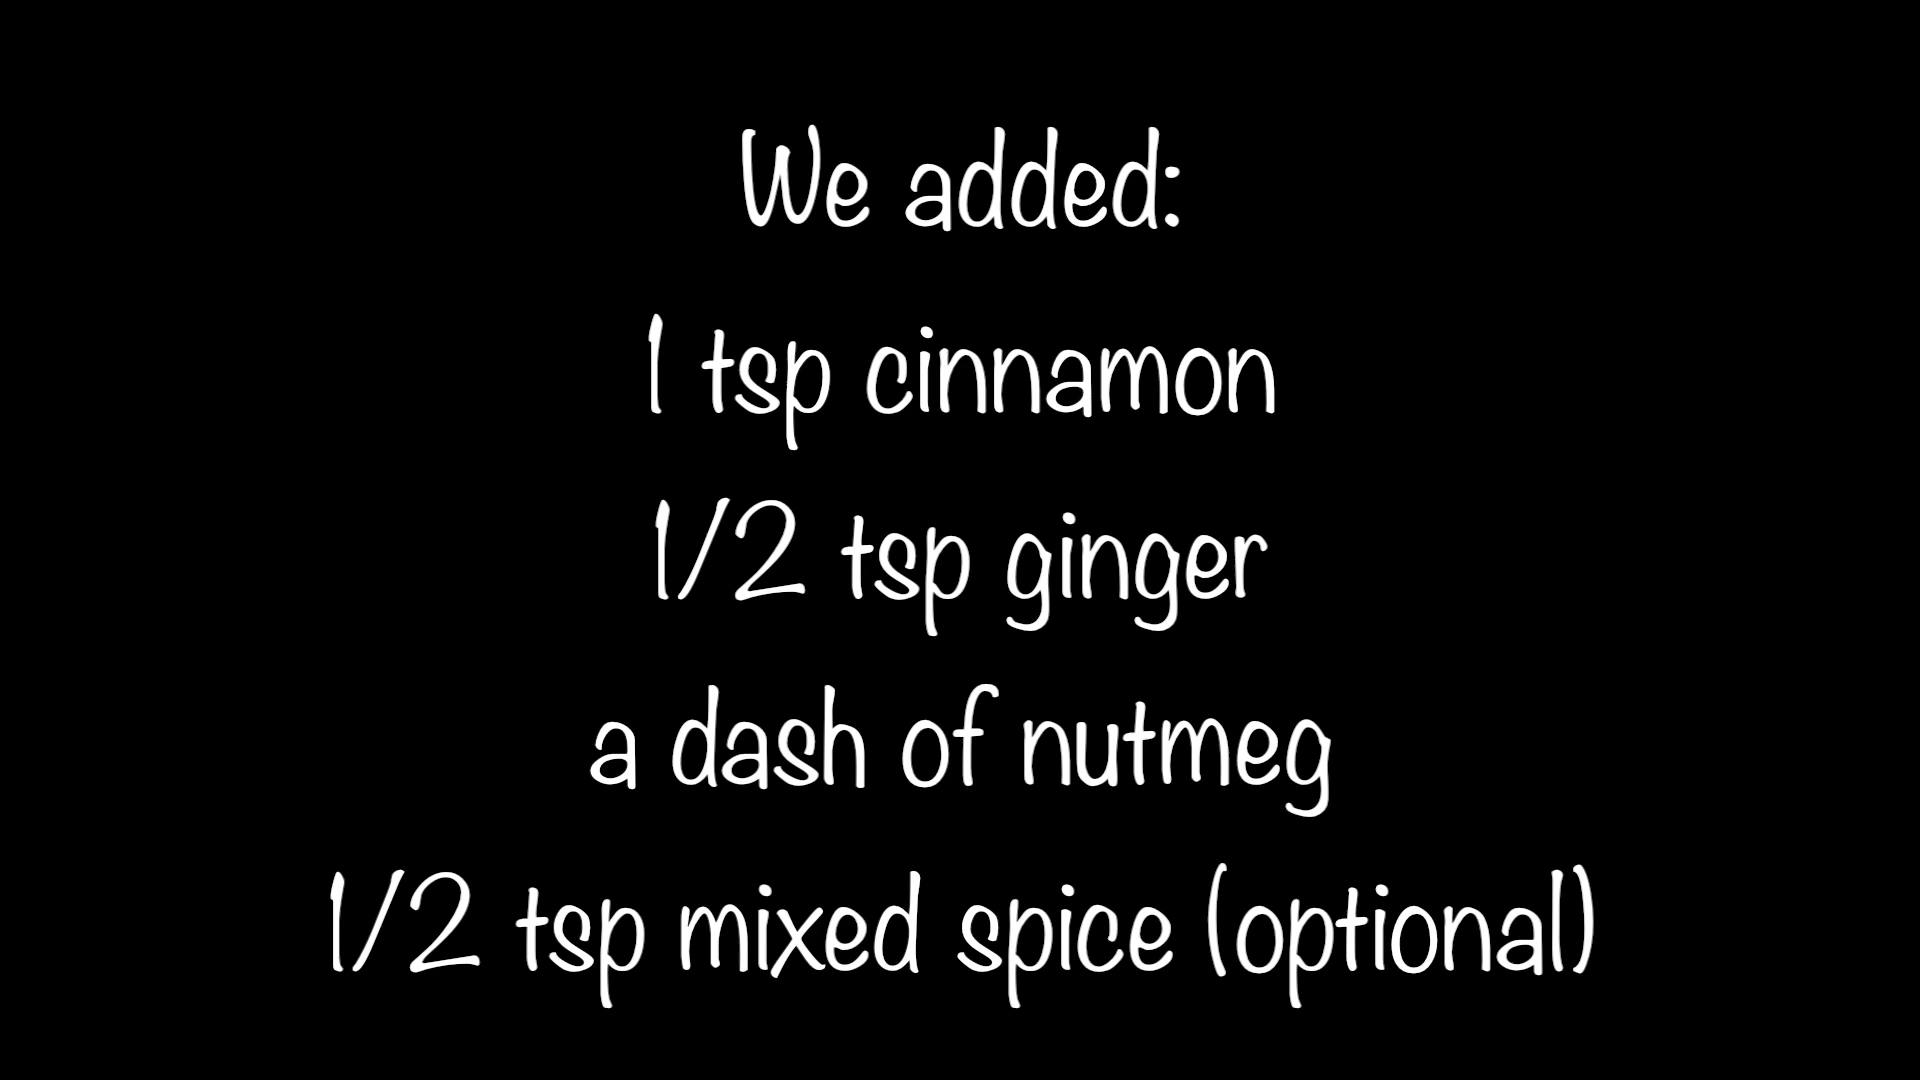 We added:
1 tsp cinnamon
1/2 tsp ginger
a dash of nutmeg
1/2 tsp mixed spice (optional)